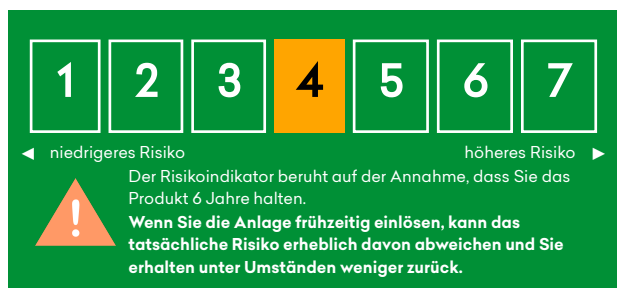 1 2 3 4 5 6 7
◀ niedrigeres Risiko höheres Risiko ▶
Der Risikoindikator beruht auf der Annahme, dass Sie das
Produkt 6 Jahre halten.
! Wenn Sie die Anlage frühzeitig einlösen, kann das
tatsächliche Risiko erheblich davon abweichen und Sie
erhalten unter Umständen weniger zurück.